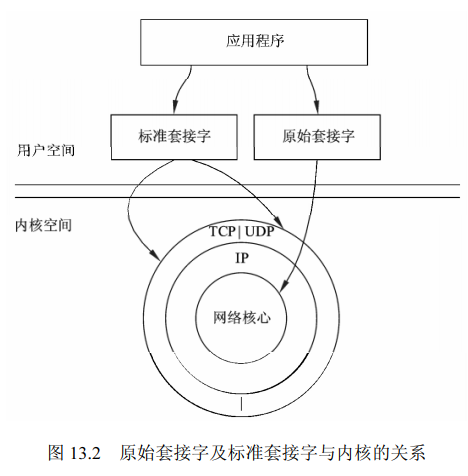 应用程序
标准套接字
原始套接字
用户空间
内核空间
TCP | UDP
IP
网络核心
图 13.2 原始套接字及标准套接字与内核的关系